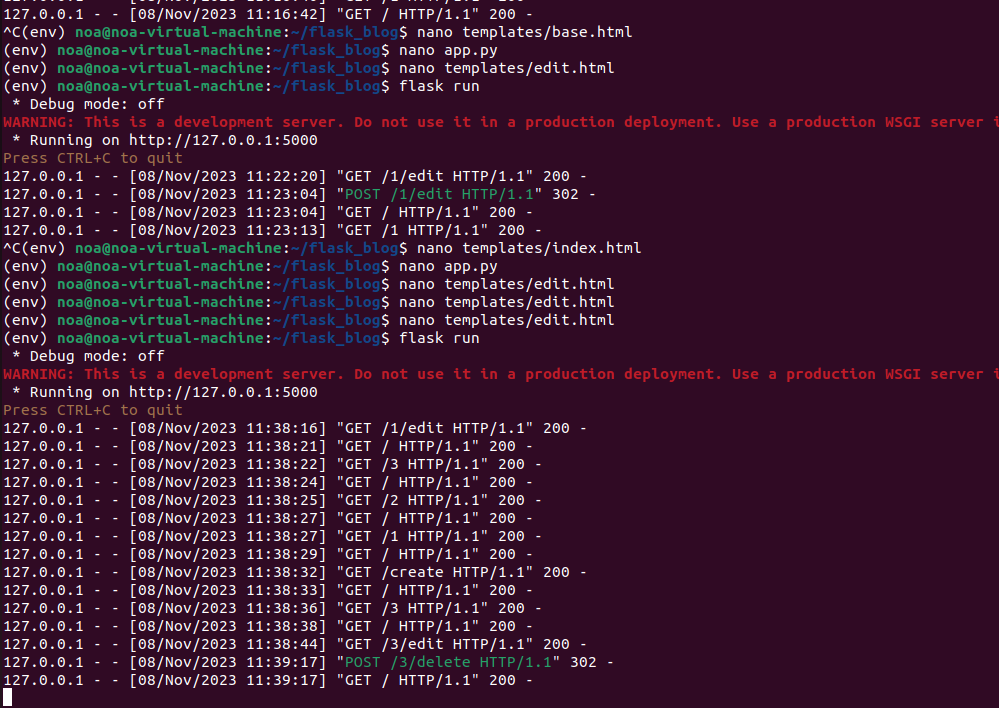 127.0.0.1 - - [08/Nov/2023 11:16:42] "GET / HTTP/1.1" 200 -
^C(env) noa@noa-virtual-machine:~/flask_blog$ nano templates/base.html
(env) noa@noa-virtual-machine:~/flask_blog$ nano app.py
(env) noa@noa-virtual-machine:~/flask_blog$ nano templates/edit.html
(env) noa@noa-virtual-machine:~/flask_blog$ flask run
 * Debug mode: off
WARNING: This is a development server. Do not use it in a production deployment. Use a production WSGI server i
 * Running on http://127.0.0.1:5000
Press CTRL+C to quit
127.0.0.1 - - [08/Nov/2023 11:22:20] "GET /1/edit HTTP/1.1" 200 -
127.0.0.1 - - [08/Nov/2023 11:23:04] "POST /1/edit HTTP/1.1" 302 -
127.0.0.1 - - [08/Nov/2023 11:23:04] "GET / HTTP/1.1" 200 -
127.0.0.1 - - [08/Nov/2023 11:23:13] "GET /1 HTTP/1.1" 200 -
^C(env) noa@noa-virtual-machine:~/flask_blog$ nano templates/index.html
(env) noa@noa-virtual-machine:~/flask_blog$ nano app.py
(env) noa@noa-virtual-machine:~/flask_blog$ nano templates/edit.html
(env) noa@noa-virtual-machine:~/flask_blog$ nano templates/edit.html
(env) noa@noa-virtual-machine:~/flask_blog$ nano templates/edit.html
(env) noa@noa-virtual-machine:~/flask_blog$ flask run
 * Debug mode: off
WARNING: This is a development server. Do not use it in a production deployment. Use a production WSGI server i
 * Running on http://127.0.0.1:5000
Press CTRL+C to quit
127.0.0.1 - - [08/Nov/2023 11:38:16] "GET /1/edit HTTP/1.1" 200 -
127.0.0.1 - - [08/Nov/2023 11:38:21] "GET / HTTP/1.1" 200 -
127.0.0.1 - - [08/Nov/2023 11:38:22] "GET /3 HTTP/1.1" 200 -
127.0.0.1 - - [08/Nov/2023 11:38:24] "GET / HTTP/1.1" 200 -
127.0.0.1 - - [08/Nov/2023 11:38:25] "GET /2 HTTP/1.1" 200 -
127.0.0.1 - - [08/Nov/2023 11:38:27] "GET / HTTP/1.1" 200 -
127.0.0.1 - - [08/Nov/2023 11:38:27] "GET /1 HTTP/1.1" 200 -
127.0.0.1 - - [08/Nov/2023 11:38:29] "GET / HTTP/1.1" 200 -
127.0.0.1 - - [08/Nov/2023 11:38:32] "GET /create HTTP/1.1" 200 -
127.0.0.1 - - [08/Nov/2023 11:38:33] "GET / HTTP/1.1" 200 -
127.0.0.1 - - [08/Nov/2023 11:38:36] "GET /3 HTTP/1.1" 200 -
127.0.0.1 - - [08/Nov/2023 11:38:38] "GET / HTTP/1.1" 200 -
127.0.0.1 - - [08/Nov/2023 11:38:44] "GET /3/edit HTTP/1.1" 200 -
127.0.0.1 - - [08/Nov/2023 11:39:17] "POST /3/delete HTTP/1.1" 302 -
127.0.0.1 - - [08/Nov/2023 11:39:17] "GET / HTTP/1.1" 200 -